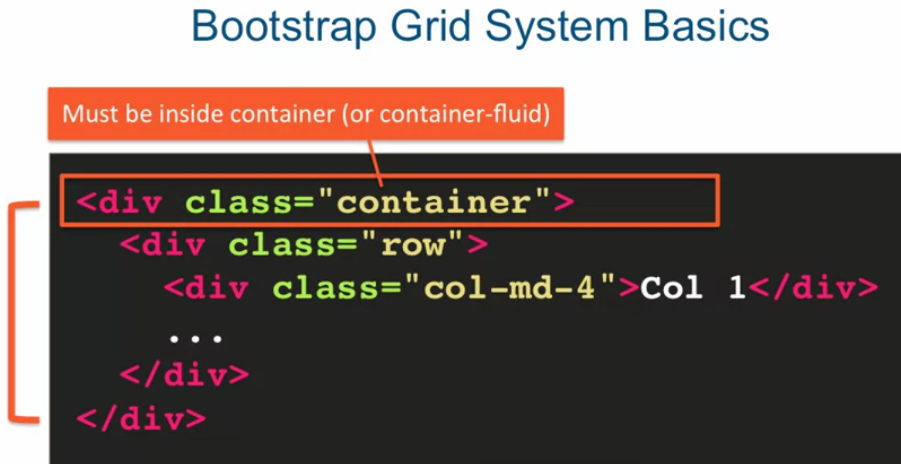 Bootstrap Grid System Basics
Must be inside container (or container-fluid)
<div class="container">
<div class="row">
<div class="col-md-4">Col 1</div>
...
</div>
</div>